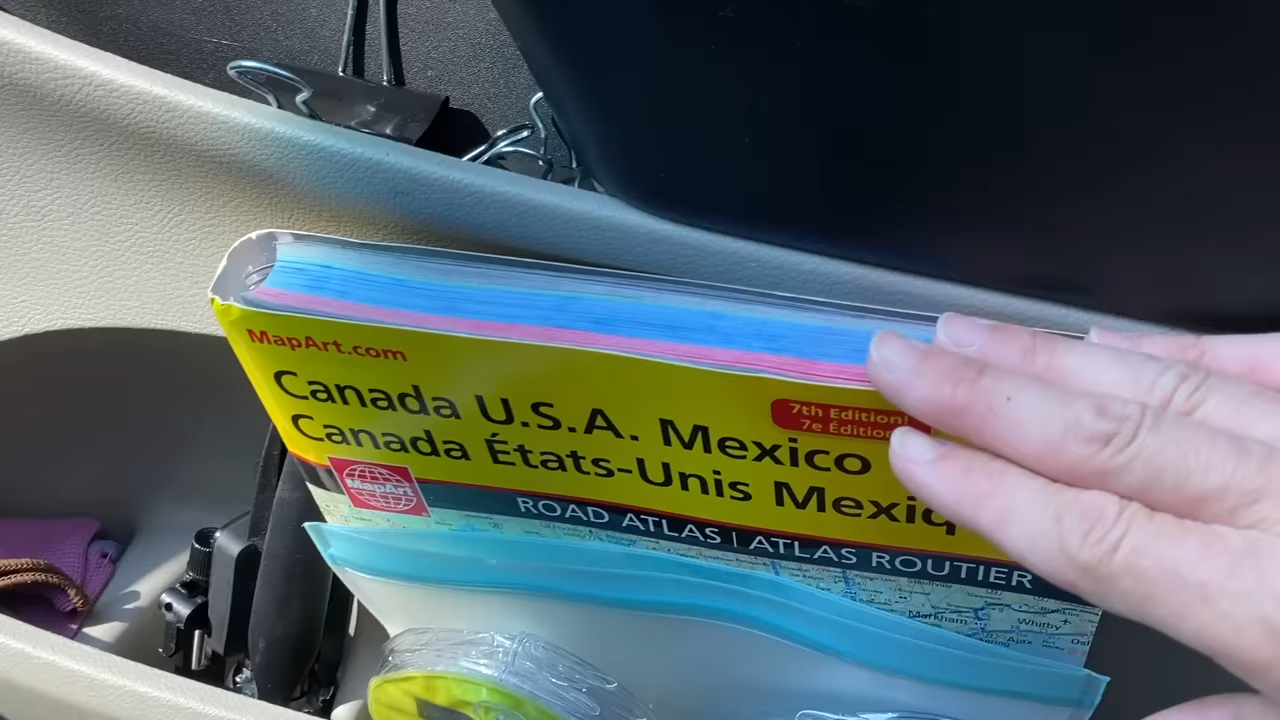 MapArt.com
Canada U.S.A. Mexico
Canada États-Unis
7th Edition!
7e Édition
MapArt
ROAD ATLAS | ATLAS ROUTIER
Markham
Whitby
Ajax